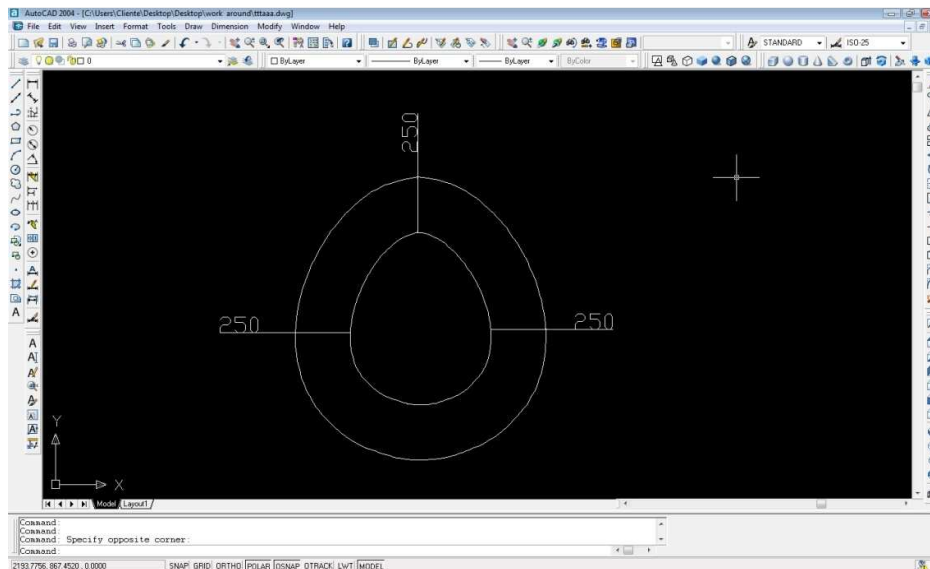 AutoCAD 2004 - [C:\Users\Cliente\Desktop\Desktop\work around\tttaaa.dwg]
File Edit View Insert Format Tools Draw Dimension Modify Window Help
STANDARD ISO-25
0 ByLayer ByLayer ByLayer ByColor
250
250 250
Y
X
Model Layout1
Command:
Command:
Command: Specify opposite corner:
Command:
2193.7756, 867.4520, 0.0000 SNAP GRID ORTHO POLAR OSNAP OTRACK LWT MODEL